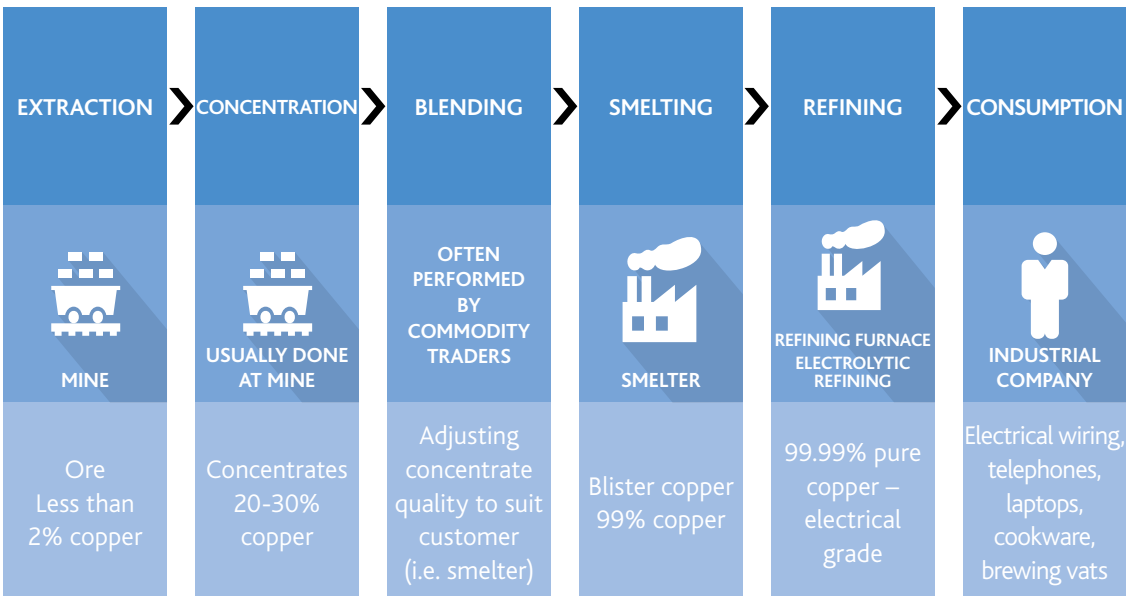 EXTRACTION
CONCENTRATION
BLENDING
SMELTING
REFINING
CONSUMPTION
MINE
USUALLY DONE
AT MINE
OFTEN
PERFORMED
BY
COMMODITY
TRADERS
SMELTER
REFINING FURNACE
ELECTROLYTIC
REFINING
INDUSTRIAL
COMPANY
Ore
Less than
2% copper
Concentrates
20-30%
copper
Adjusting
concentrate
quality to suit
customer
(i.e. smelter)
Blister copper
99% copper
99.99% pure
copper –
electrical
grade
Electrical wiring,
telephones,
laptops,
cookware,
brewing vats